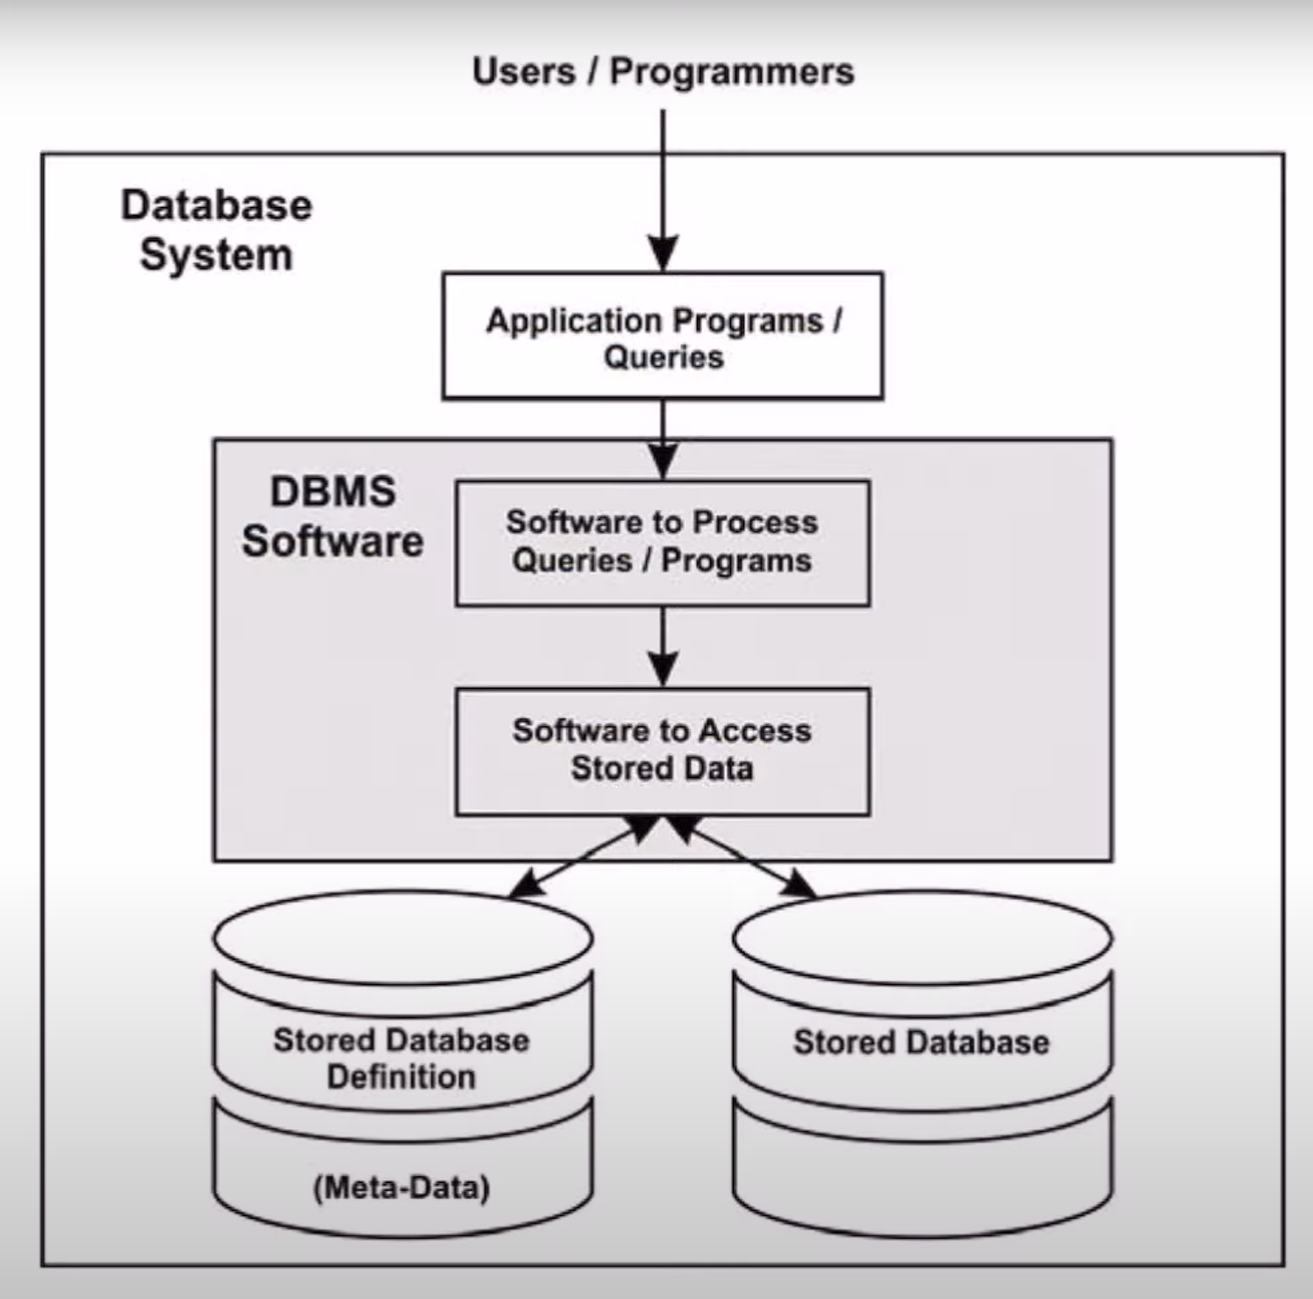 Users / Programmers
Database
System
Application Programs /
Queries
DBMS
Software
Software to Process
Queries / Programs
Software to Access
Stored Data
Stored Database
Definition
(Meta-Data)
Stored Database